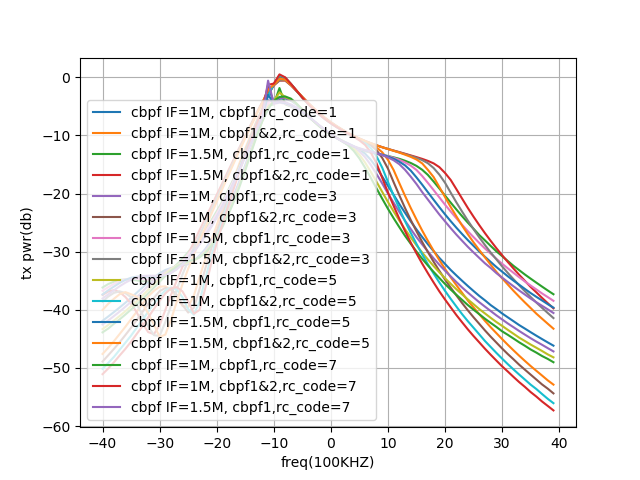 0
−10
−20
−30
−40
−50
−60
tx pwr(db)
cbpf IF=1M, cbpf1,rc_code=1
cbpf IF=1M, cbpf1&2,rc_code=1
cbpf IF=1.5M, cbpf1,rc_code=1
cbpf IF=1.5M, cbpf1&2,rc_code=1
cbpf IF=1M, cbpf1,rc_code=3
cbpf IF=1M, cbpf1&2,rc_code=3
cbpf IF=1.5M, cbpf1,rc_code=3
cbpf IF=1.5M, cbpf1&2,rc_code=3
cbpf IF=1M, cbpf1,rc_code=5
cbpf IF=1M, cbpf1&2,rc_code=5
cbpf IF=1.5M, cbpf1,rc_code=5
cbpf IF=1.5M, cbpf1&2,rc_code=5
cbpf IF=1M, cbpf1,rc_code=7
cbpf IF=1M, cbpf1&2,rc_code=7
cbpf IF=1.5M, cbpf1,rc_code=7
−40 −30 −20 −10 0 10 20 30 40
freq(100KHZ)